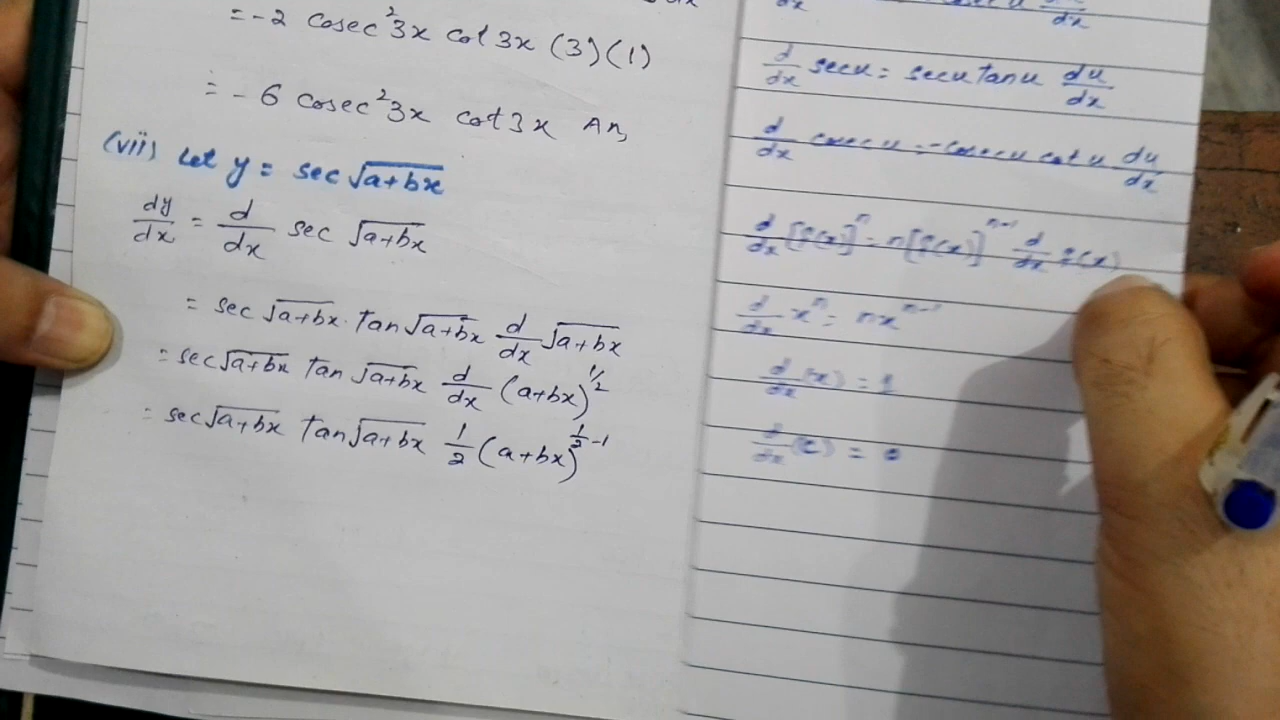 = -2 cosec²3x cot 3x (3)(1)
= -6 cosec²3x cot 3x An,
(vii) Let y = sec √(a+bx)
dy/dx = d/dx sec √(a+bx)
= sec √(a+bx) . tan √(a+bx) d/dx √(a+bx)
= sec √(a+bx) tan √(a+bx) d/dx (a+bx)^1/2
= sec √(a+bx) tan √(a+bx) 1/2 (a+bx)^(1/2 - 1)
d/dx sec u = sec u tan u du/dx
d/dx cosec u = -cosec u cot u du/dx
d/dx [f(x)]^n = n[f(x)]^(n-1) d/dx f(x)
d/dx x^n = nx^(n-1)
d/dx (x) = 1
d/dx (c) = 0